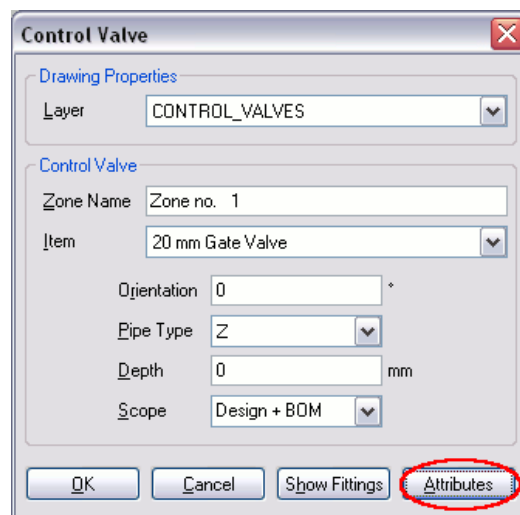 Control Valve
Drawing Properties
Layer CONTROL_VALVES
Control Valve
Zone Name Zone no. 1
Item 20 mm Gate Valve
Orientation 0 °
Pipe Type Z
Depth 0 mm
Scope Design + BOM
OK Cancel Show Fittings Attributes